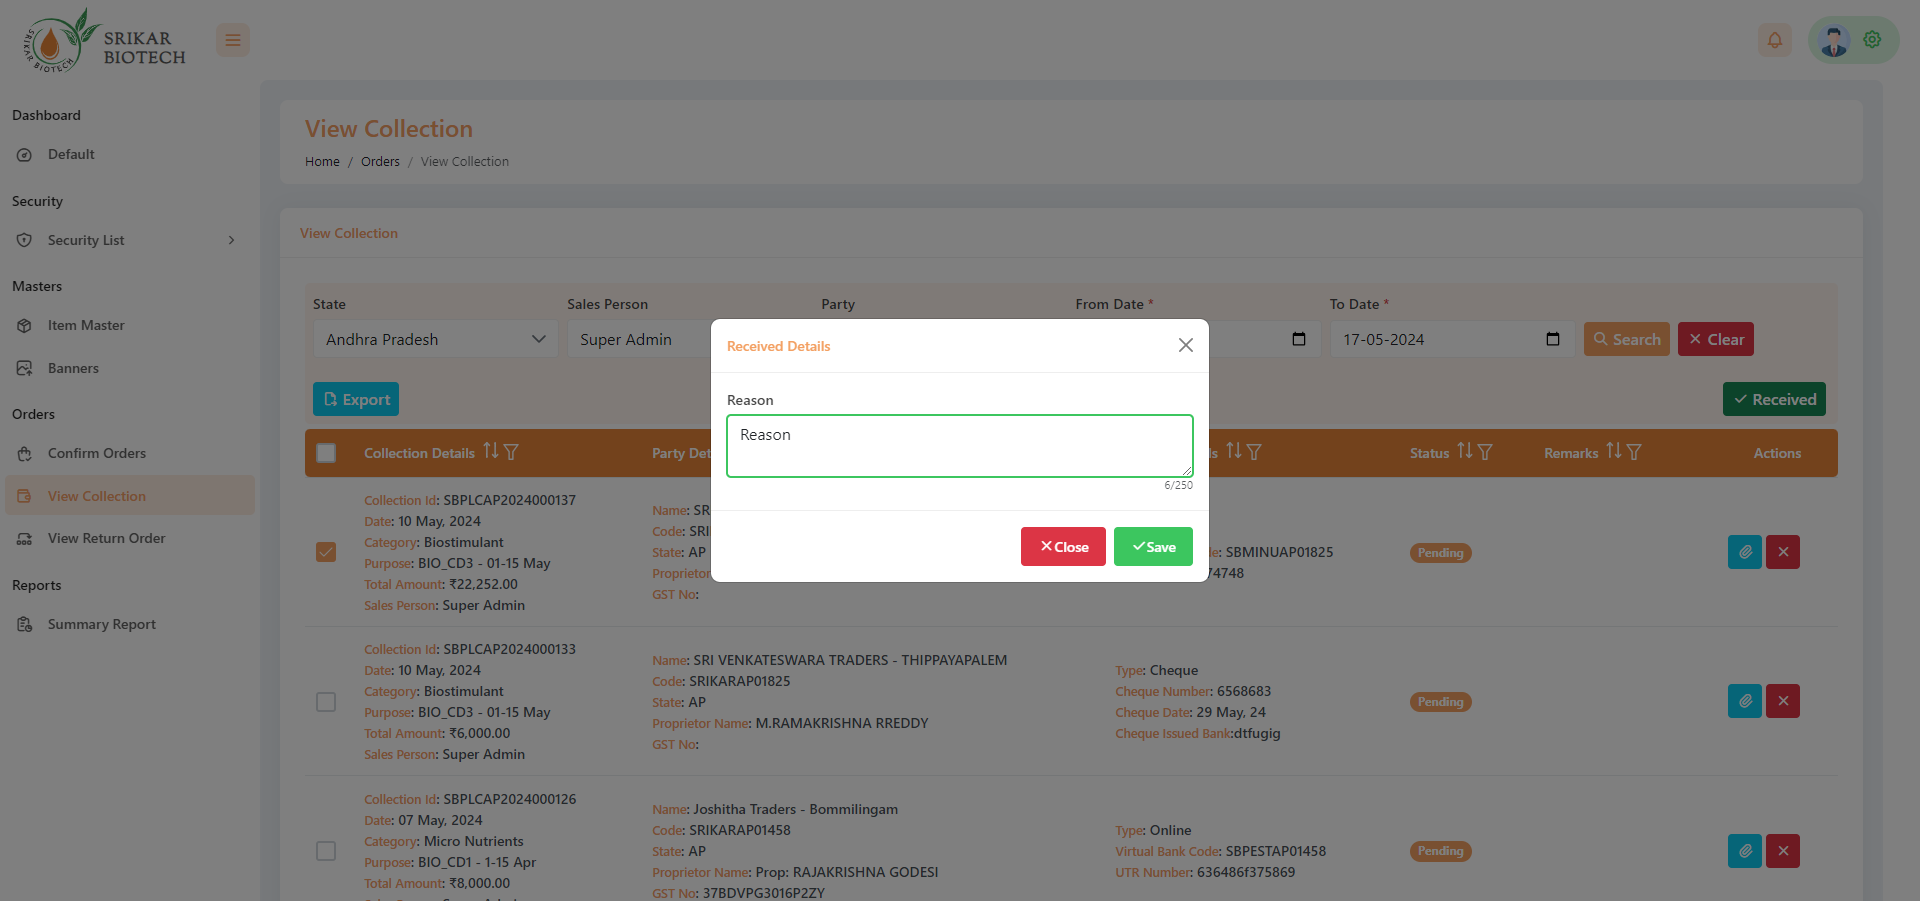 SRIKAR BIOTECH
SRIKAR
BIOTECH
Dashboard
Default
Security
Security List
Masters
Item Master
Banners
Orders
Confirm Orders
View Collection
View Return Order
Reports
Summary Report
View Collection
Home / Orders / View Collection
View Collection
State
Sales Person
Party
From Date *
To Date *
Andhra Pradesh
Super Admin
17-05-2024
Search
Clear
Export
Received
Received Details
Reason
Reason
6/250
Close
Save
Collection Details
Party Det
Status
Remarks
Actions
Collection Id: SBPLCAP2024000137
Date: 10 May, 2024
Category: Biostimulant
Purpose: BIO_CD3 - 01-15 May
Total Amount: ₹22,252.00
Sales Person: Super Admin
Name: SR
Code: SRI
State: AP
Proprietor
GST No:
SBMINUAP01825
74748
Pending
Collection Id: SBPLCAP2024000133
Date: 10 May, 2024
Category: Biostimulant
Purpose: BIO_CD3 - 01-15 May
Total Amount: ₹6,000.00
Sales Person: Super Admin
Name: SRI VENKATESWARA TRADERS - THIPPAYAPALEM
Code: SRIKARAP01825
State: AP
Proprietor Name: M.RAMAKRISHNA RREDDY
GST No:
Type: Cheque
Cheque Number: 6568683
Cheque Date: 29 May, 24
Cheque Issued Bank:dtfugig
Pending
Collection Id: SBPLCAP2024000126
Date: 07 May, 2024
Category: Micro Nutrients
Purpose: BIO_CD1 - 1-15 Apr
Total Amount: ₹8,000.00
Name: Joshitha Traders - Bommilingam
Code: SRIKARAP01458
State: AP
Proprietor Name: Prop: RAJAKRISHNA GODESI
GST No: 37BDVPG3016P2ZY
Type: Online
Virtual Bank Code: SBPESTAP01458
UTR Number: 636486f375869
Pending